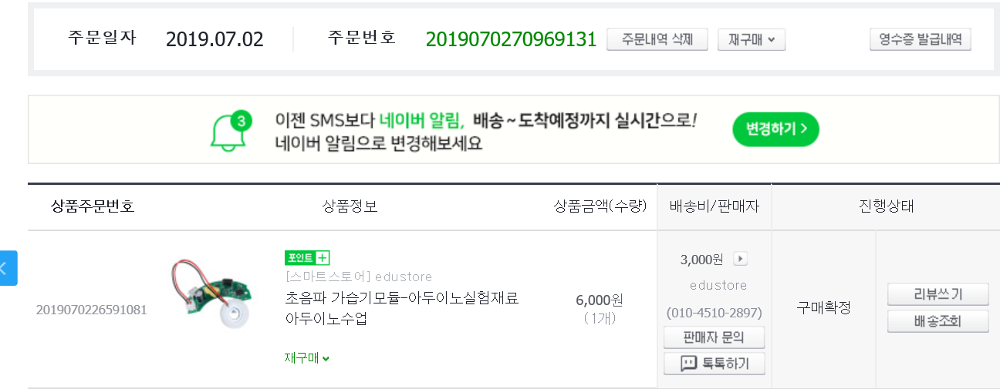 주문일자 2019.07.02 주문번호 2019070270969131 주문내역 삭제 재구매 영수증 발급내역
3
이젠 SMS보다 네이버 알림, 배송~도착예정까지 실시간으로!
네이버 알림으로 변경해보세요
변경하기 >
상품주문번호 상품정보 상품금액(수량) 배송비/판매자 진행상태
2019070226591081
포인트 +
[스마트스토어] edustore
초음파 가습기모듈-아두이노실험재료
아두이노수업
재구매
6,000원
(1개)
3,000원
edustore
(010-4510-2897)
판매자 문의
톡톡하기
구매확정
리뷰쓰기
배송조회